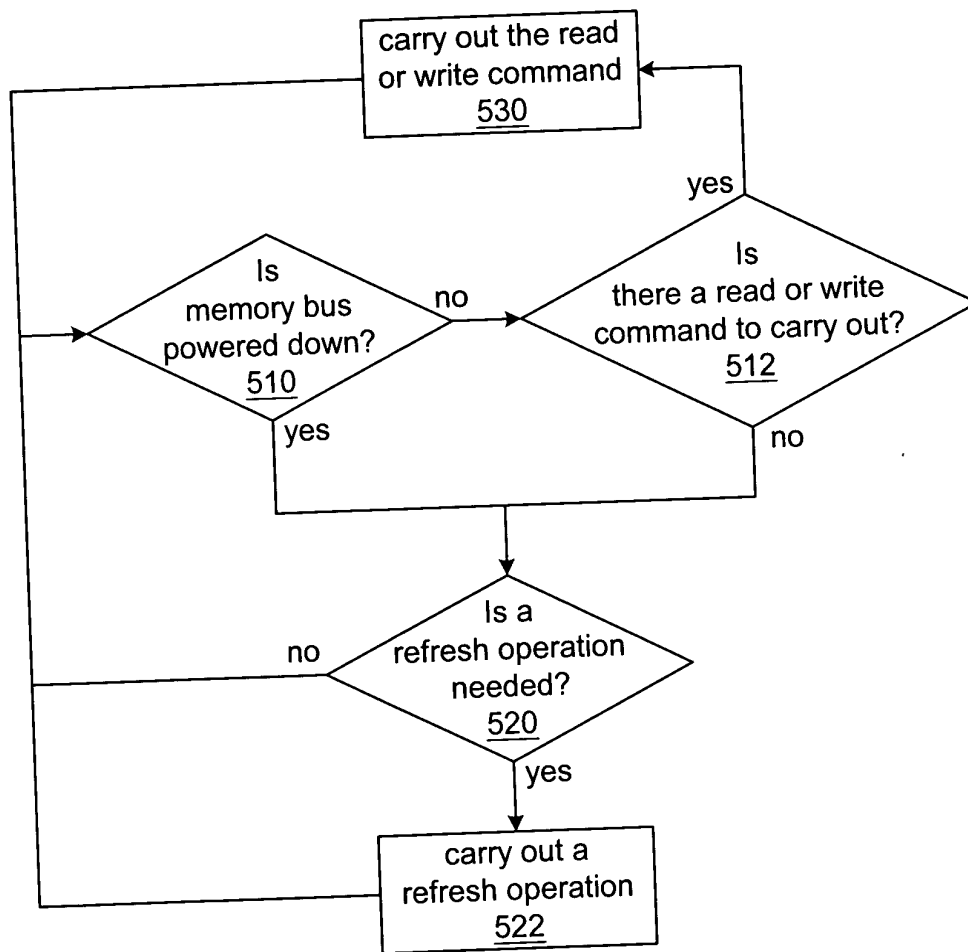 carry out the read
or write command
530
yes
Is
memory bus
powered down?
510
no
Is
there a read or write
command to carry out?
512
yes
no
Is a
refresh operation
needed?
520
no
yes
carry out a
refresh operation
522